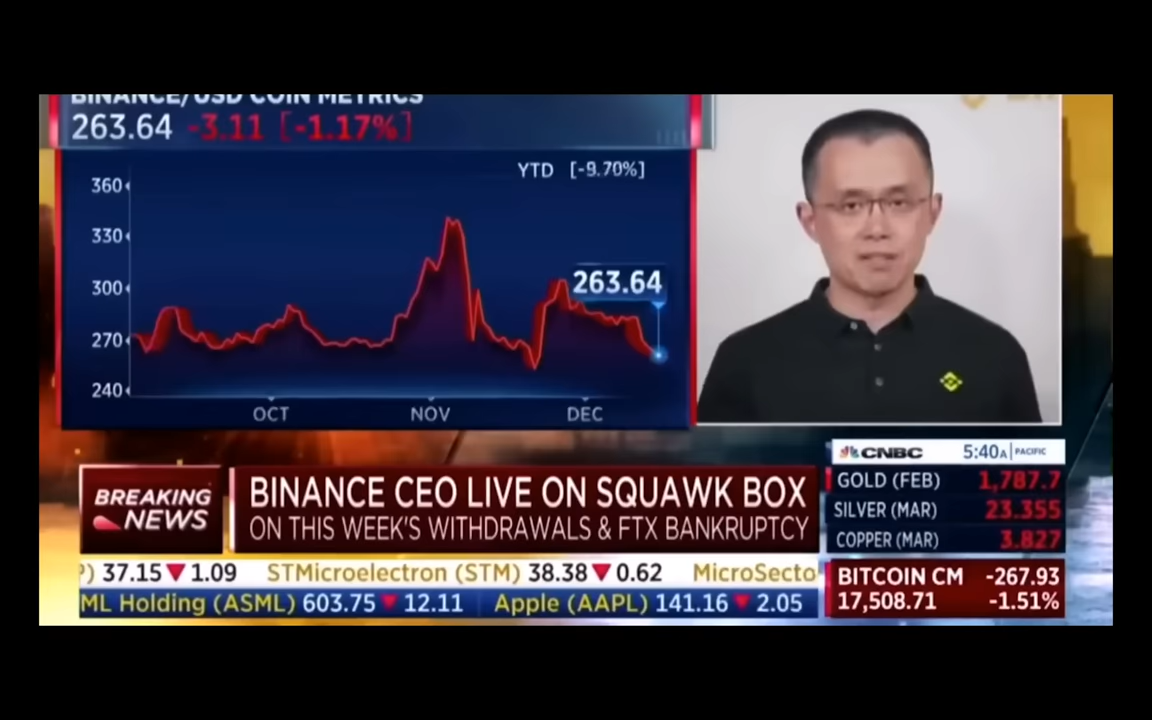 BINANCE/USD COIN METRICS
263.64 -3.11 [-1.17%]
YTD [-9.70%]
360
330
300
270
240
263.64
OCT NOV DEC
BREAKING
NEWS
BINANCE CEO LIVE ON SQUAWK BOX
ON THIS WEEK'S WITHDRAWALS & FTX BANKRUPTCY
CNBC 5:40A PACIFIC
GOLD (FEB) 1,787.7
SILVER (MAR) 23.355
COPPER (MAR) 3.827
BITCOIN CM -267.93
17,508.71 -1.51%
) 37.15▼1.09 STMicroelectron (STM) 38.38▼0.62 MicroSecto
ML Holding (ASML) 603.75▼12.11 Apple (AAPL) 141.16▼2.05